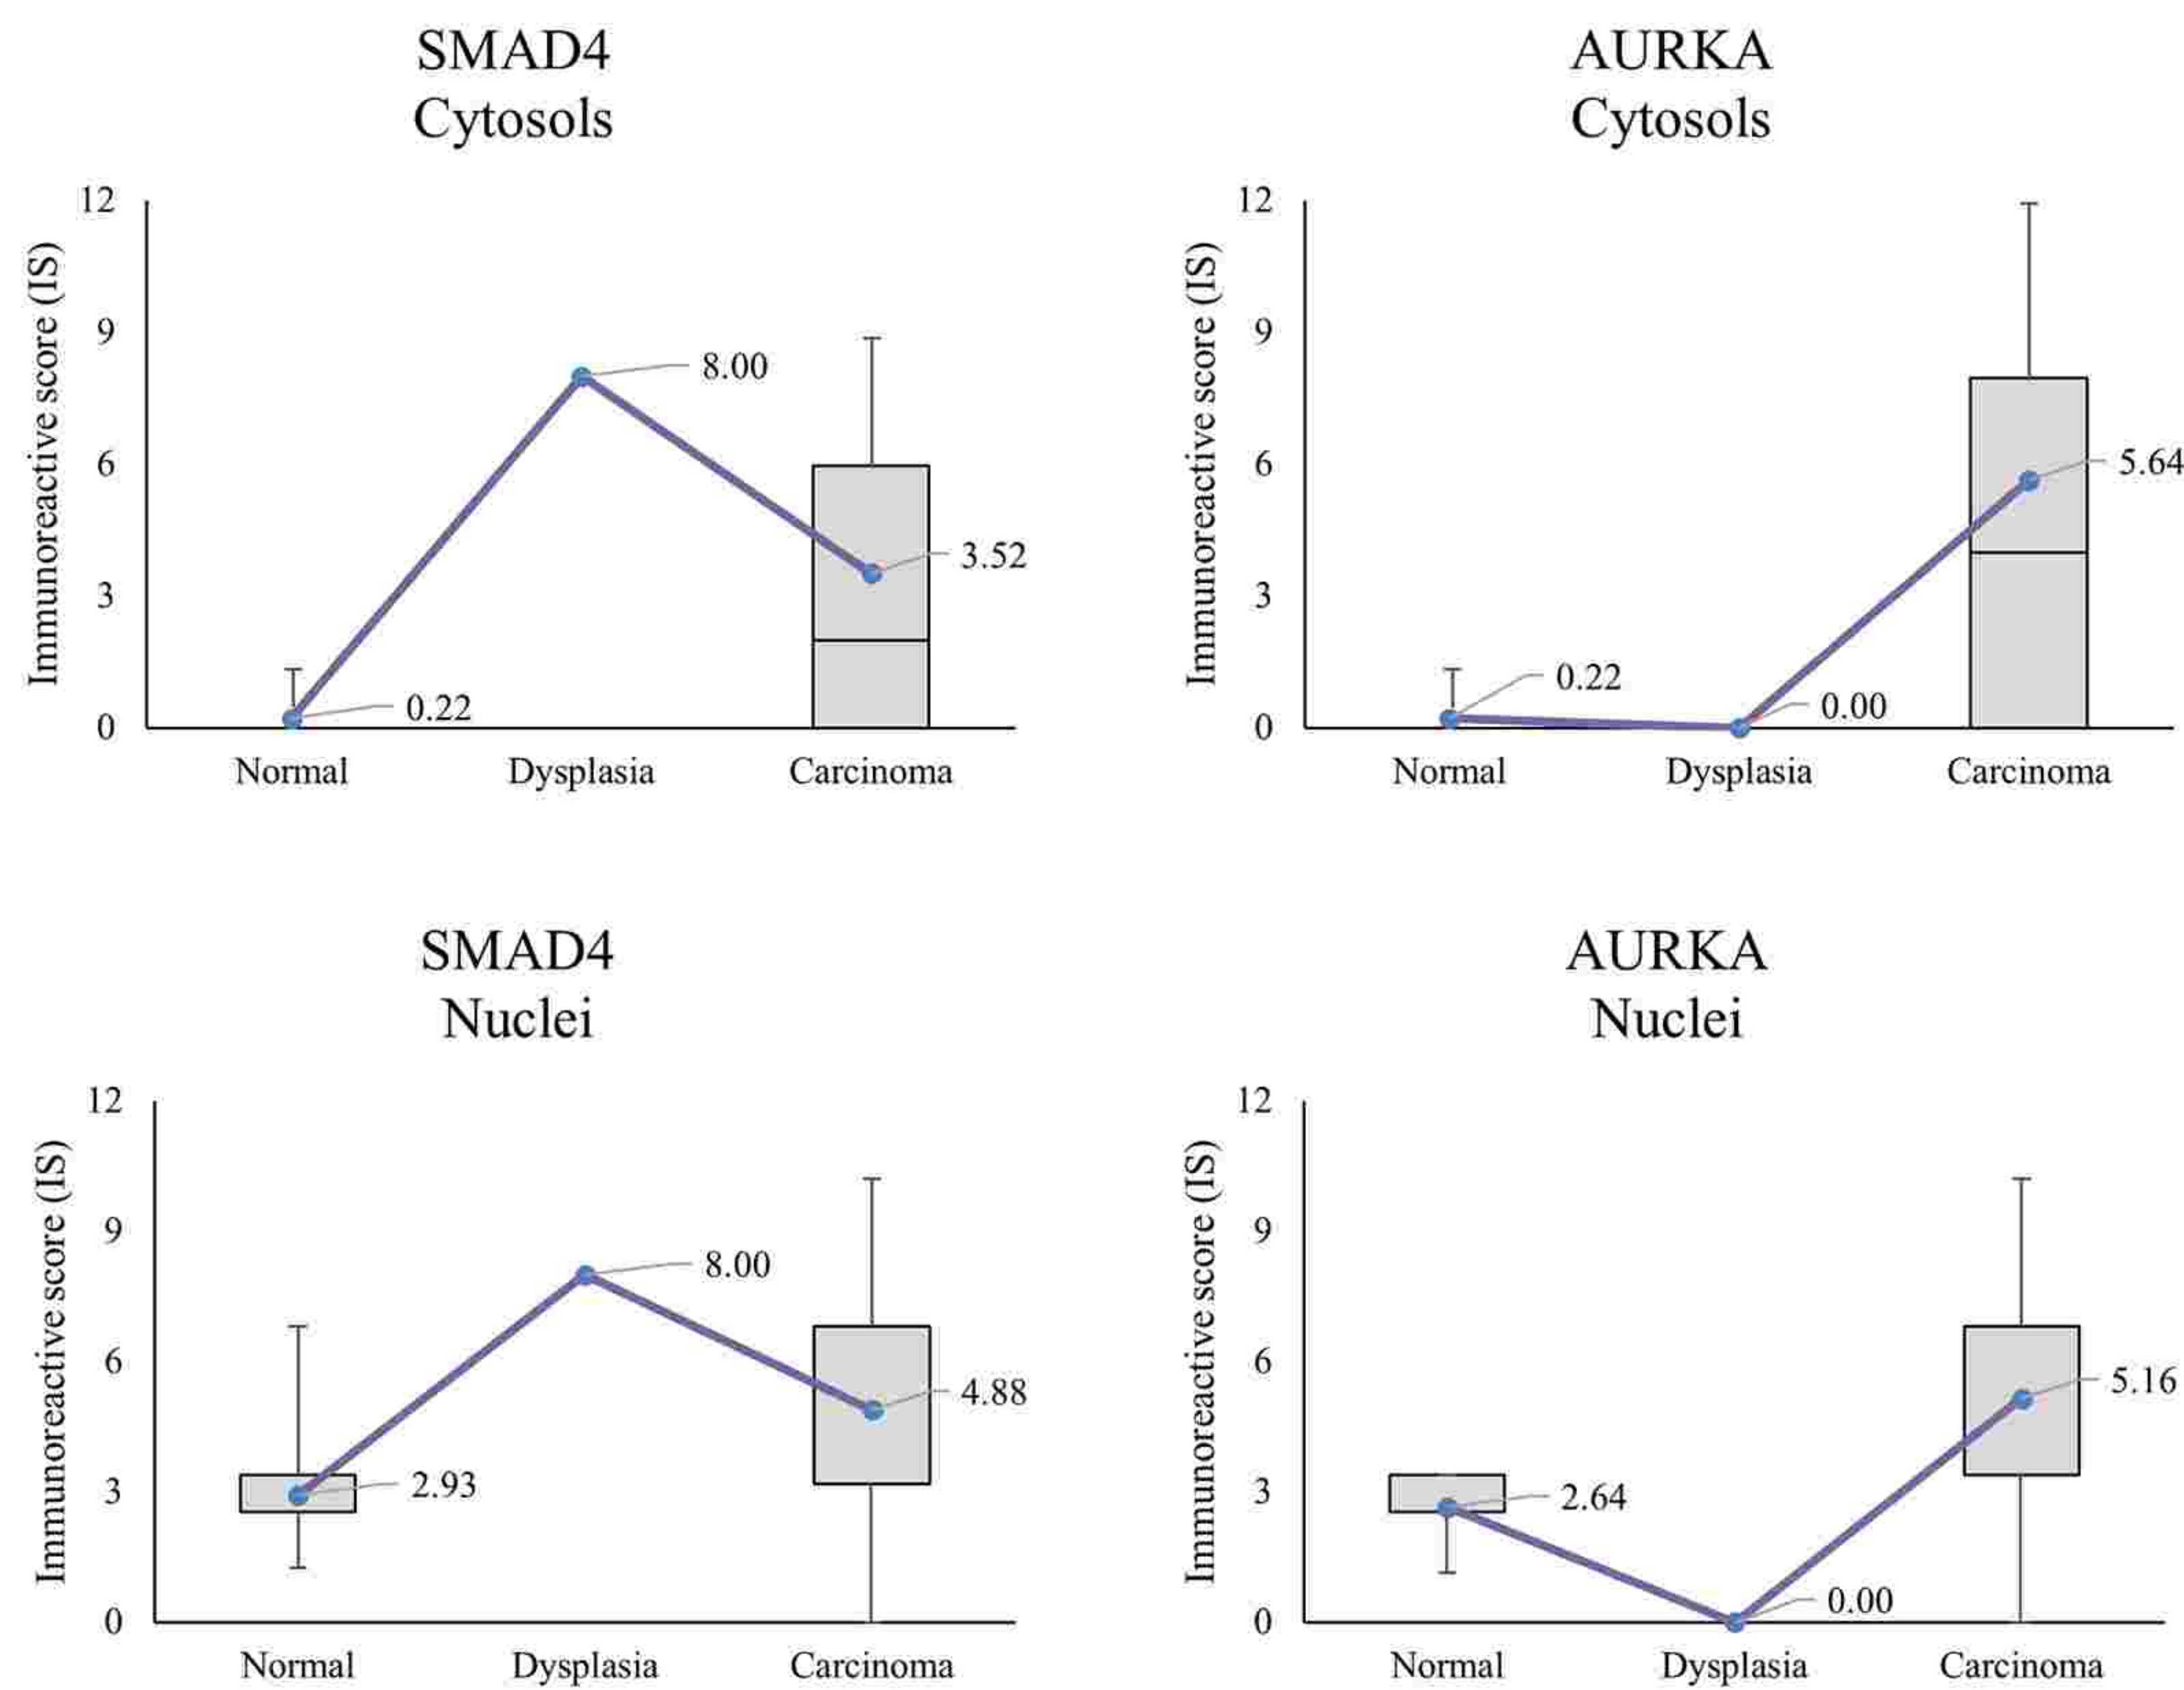 SMAD4
Cytosols
12
9
6
3
0
Immunoreactive score (IS)
8.00
3.52
0.22
Normal
Dysplasia
Carcinoma
AURKA
Cytosols
12
9
6
3
0
Immunoreactive score (IS)
5.64
0.22
0.00
Normal
Dysplasia
Carcinoma
SMAD4
Nuclei
12
9
6
3
0
Immunoreactive score (IS)
8.00
4.88
2.93
Normal
Dysplasia
Carcinoma
AURKA
Nuclei
12
9
6
3
0
Immunoreactive score (IS)
5.16
2.64
0.00
Normal
Dysplasia
Carcinoma